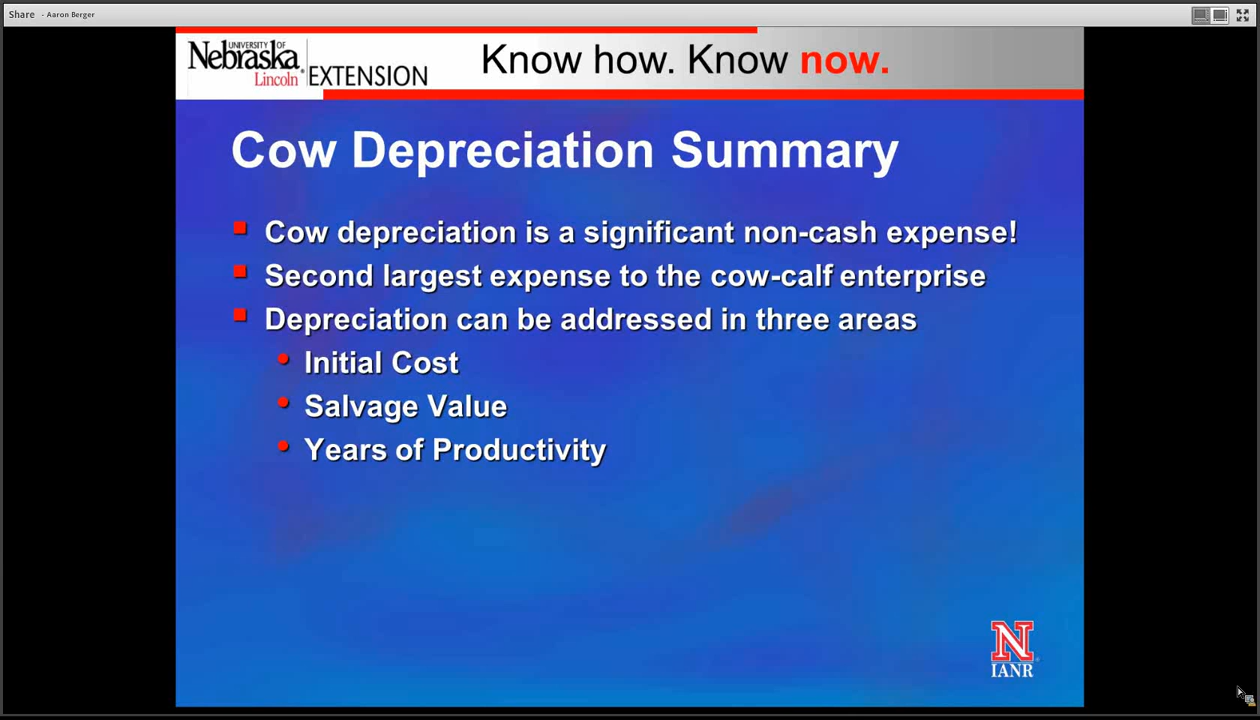 Share - Aaron Berger
UNIVERSITY OF
Nebraska
Lincoln
EXTENSION
Know how. Know now.
Cow Depreciation Summary
Cow depreciation is a significant non-cash expense!
Second largest expense to the cow-calf enterprise
Depreciation can be addressed in three areas
Initial Cost
Salvage Value
Years of Productivity
N
IANR